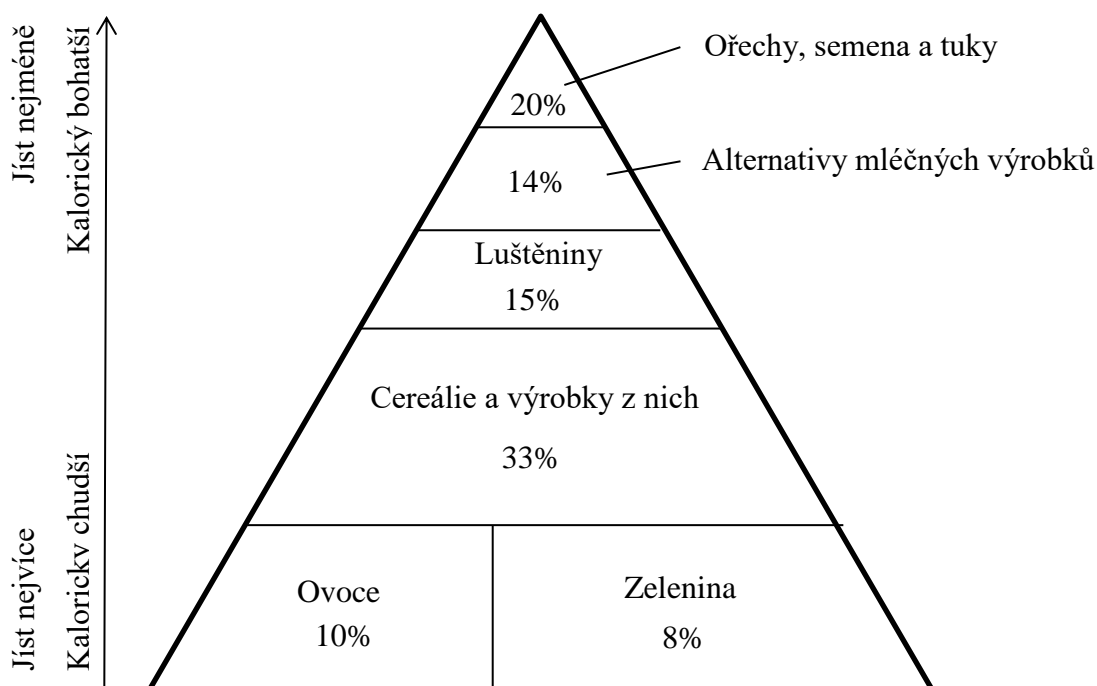 Ořechy, semena a tuky
20%
Alternativy mléčných výrobků
14%
Luštěniny
15%
Cereálie a výrobky z nich
33%
Ovoce
10%
Zelenina
8%
Jíst nejméně
Kalorický bohatší
Jíst nejvíce
Kalorickv chudší